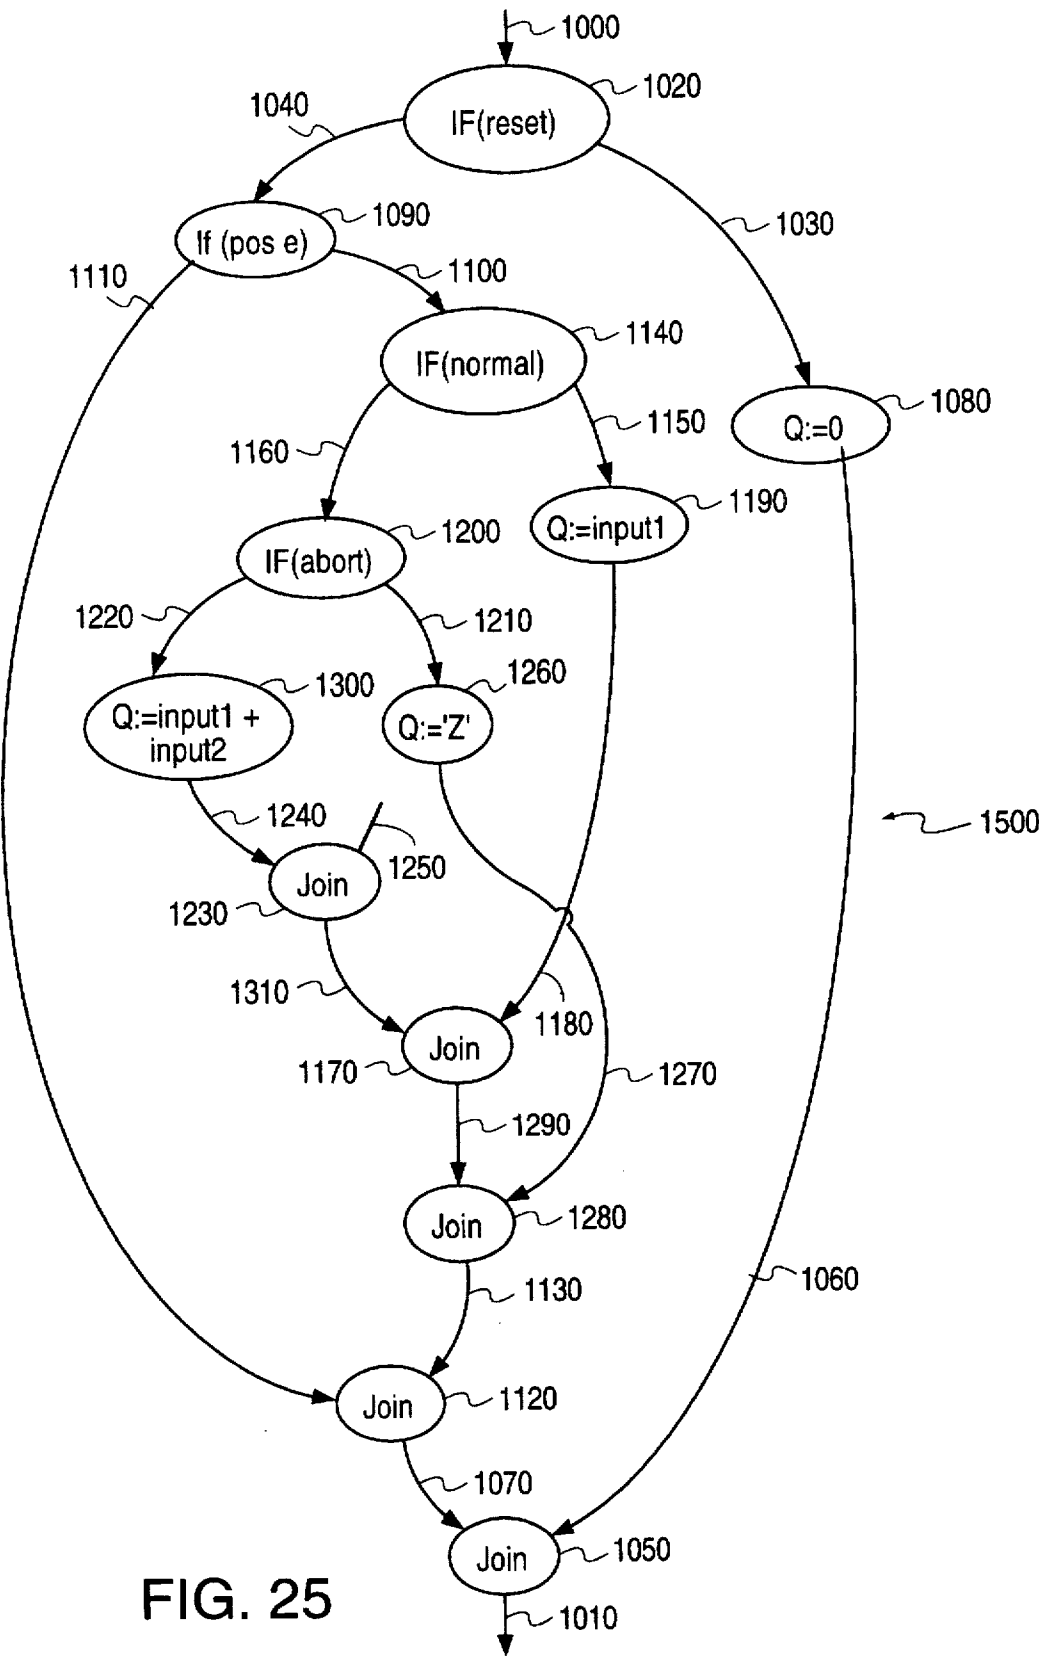 1000
1020
IF(reset)
1040
1090
1030
If (pos e)
1100
1110
1140
IF(normal)
1150
1080
Q:=0
1160
1190
1200
Q:=input1
IF(abort)
1220
1210
1260
1300
Q:=input1 +
input2
Q:='Z'
1240
1250
1500
Join
1230
1310
1180
Join
1170
1270
1290
Join
1280
1060
1130
Join
1120
1070
Join
1050
FIG. 25
1010